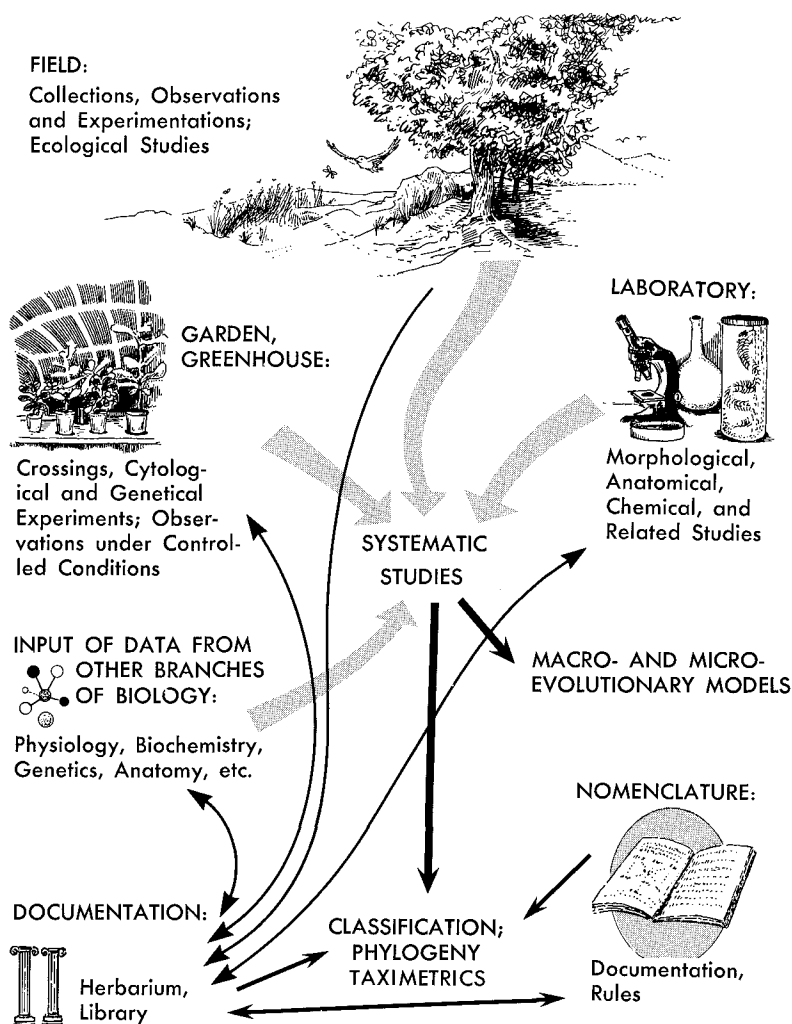 FIELD:
Collections, Observations
and Experimentations;
Ecological Studies
LABORATORY:
GARDEN,
GREENHOUSE:
Crossings, Cytolog-
ical and Genetical
Experiments; Obser-
vations under Control-
led Conditions
Morphological,
Anatomical,
Chemical, and
Related Studies
SYSTEMATIC
STUDIES
INPUT OF DATA FROM
OTHER BRANCHES
OF BIOLOGY:
Physiology, Biochemistry,
Genetics, Anatomy, etc.
MACRO- AND MICRO-
EVOLUTIONARY MODELS
NOMENCLATURE:
Documentation,
Rules
DOCUMENTATION:
Herbarium,
Library
CLASSIFICATION;
PHYLOGENY
TAXIMETRICS